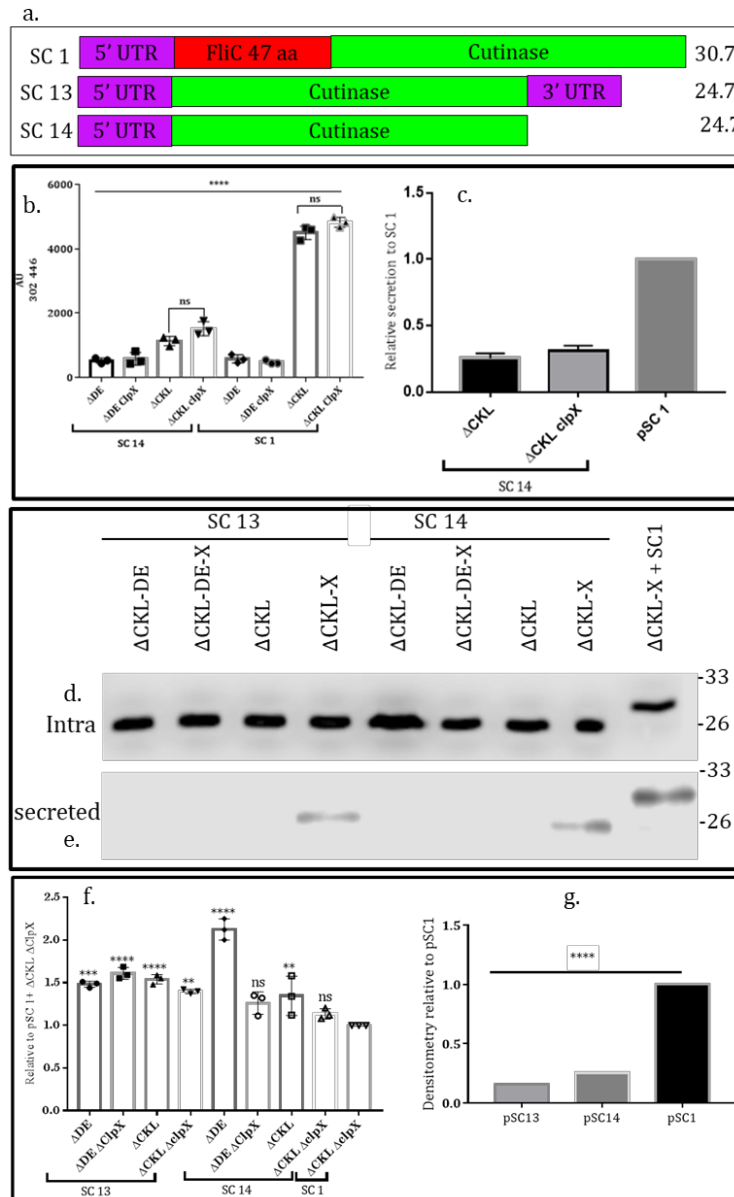 a.
SC 1 5' UTR FliC 47 aa Cutinase 30.7
SC 13 5' UTR Cutinase 3' UTR 24.7
SC 14 5' UTR Cutinase 24.7
b.
6000
4000
2000
0
AU
302 446
****
ns
ns
ΔDE
ΔDE ClpX
ΔCKL
ΔCKL clpX
ΔDE
ΔDE clpX
ΔCKL
ΔCKL ClpX
SC 14
SC 1
c.
Relative secretion to SC 1
1.5
1.0
0.5
0.0
ΔCKL
ΔCKL clpX
pSC 1
SC 14
SC 13 SC 14
ΔCKL-DE
ΔCKL-DE-X
ΔCKL
ΔCKL-X
ΔCKL-DE
ΔCKL-DE-X
ΔCKL
ΔCKL-X
ΔCKL-X + SC1
d.
Intra
-33
-26
secreted
e.
-33
-26
f.
Relative to pSC 1+ ΔCKL ΔClpX
2.5
2.0
1.5
1.0
0.5
0.0
***
****
****
**
****
ns
**
ns
ΔDE
ΔDE ΔClpX
ΔCKL
ΔCKL ΔclpX
ΔDE
ΔDE ΔClpX
ΔCKL
ΔCKL ΔclpX
ΔCKL ΔclpX
SC 13
SC 14
SC 1
g.
Densitometry relative to pSC1
1.5
1.0
0.5
0.0
****
pSC13
pSC14
pSC1